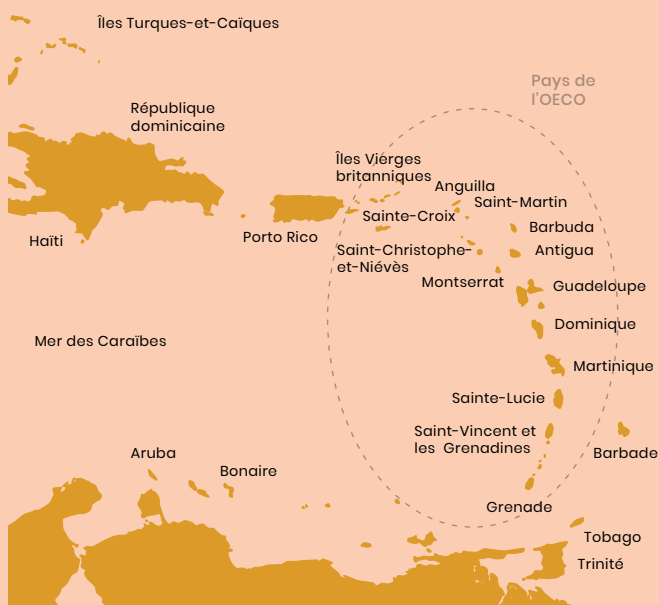 Îles Turques-et-Caïques
Pays de
l'OECO
République
dominicaine
Îles Vierges
britanniques
Anguilla
Saint-Martin
Sainte-Croix
Barbuda
Haïti
Porto Rico
Saint-Christophe-
et-Niévès
Antigua
Montserrat
Guadeloupe
Dominique
Mer des Caraïbes
Martinique
Sainte-Lucie
Saint-Vincent et
les Grenadines
Barbade
Aruba
Bonaire
Grenade
Tobago
Trinité